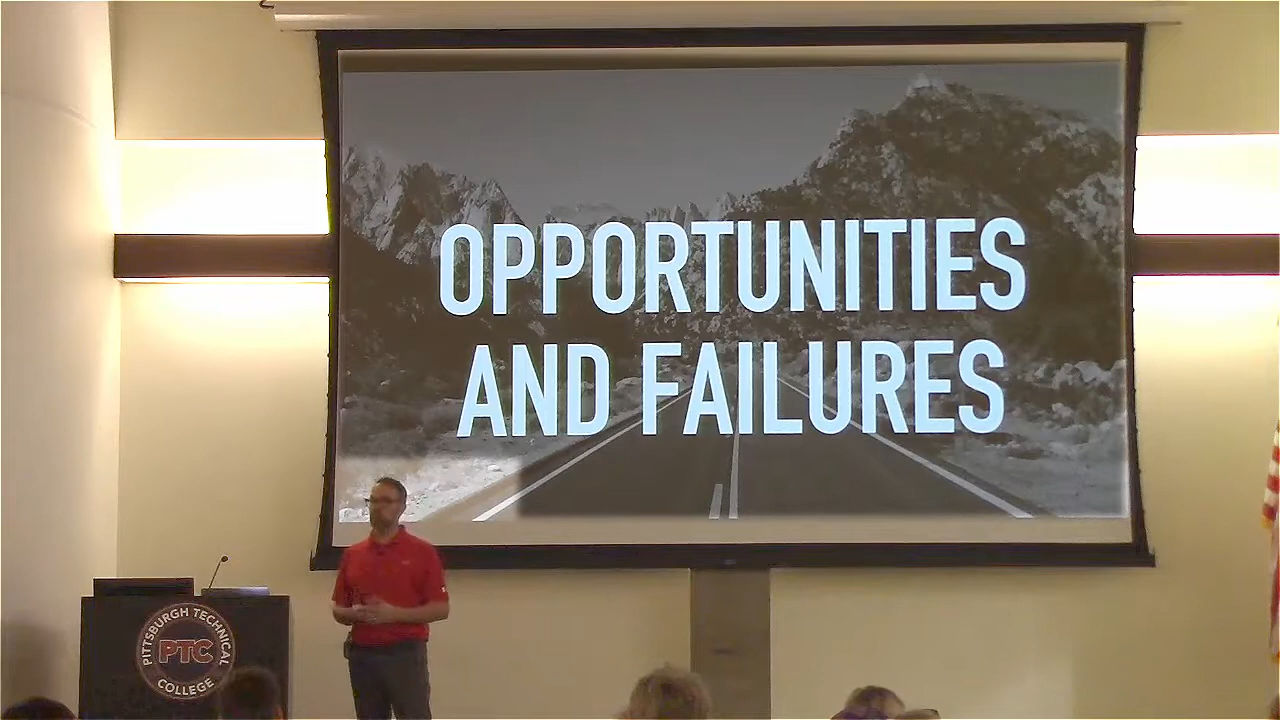 OPPORTUNITIES
AND FAILURES
PITTSBURGH TECHNICAL
PTC
COLLEGE